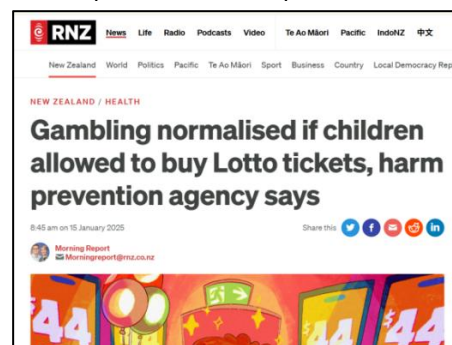 RNZ News Life Radio Podcasts Video Te Ao Māori Pacific IndoNZ 中文
New Zealand World Politics Pacific Te Ao Māori Sport Business Country Local Democracy Rep
NEW ZEALAND / HEALTH
Gambling normalised if children
allowed to buy Lotto tickets, harm
prevention agency says
8:45 am on 15 January 2025 Share this
Morning Report
Morningreport@rnz.co.nz
$44 $44 $44